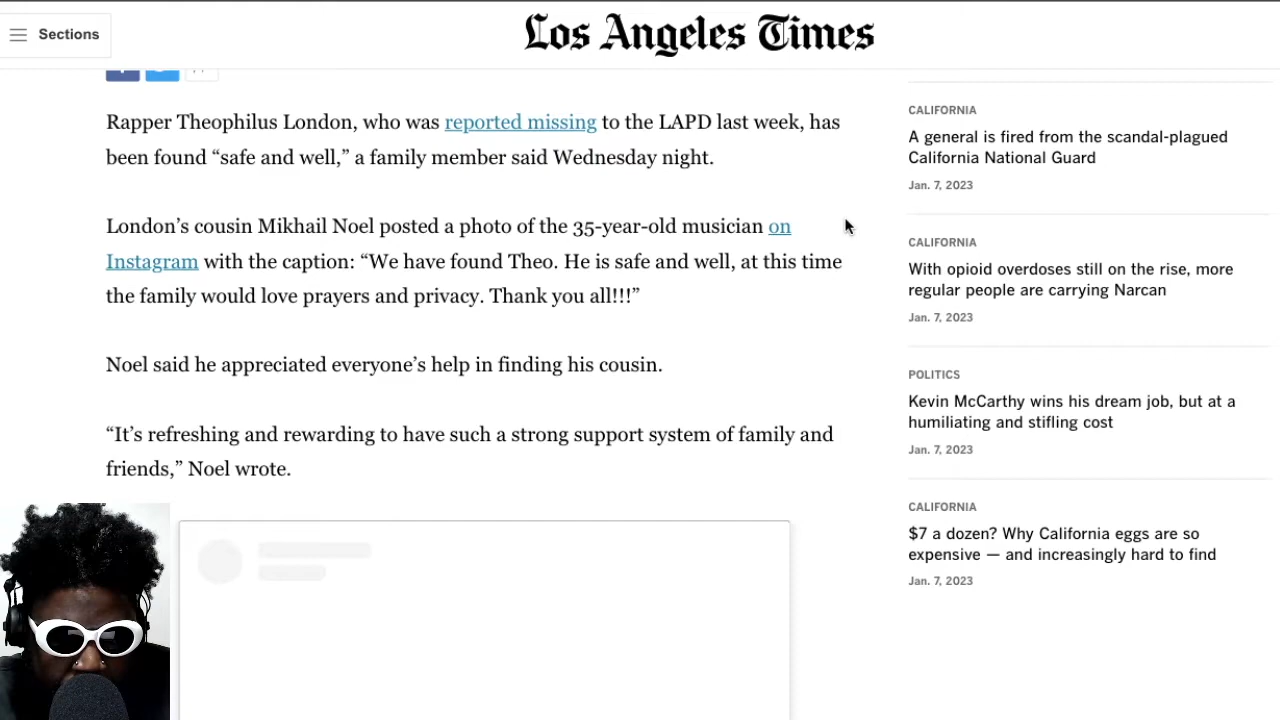 Sections
Los Angeles Times
Rapper Theophilus London, who was reported missing to the LAPD last week, has
been found “safe and well,” a family member said Wednesday night.
London’s cousin Mikhail Noel posted a photo of the 35-year-old musician on
Instagram with the caption: “We have found Theo. He is safe and well, at this time
the family would love prayers and privacy. Thank you all!!!”
Noel said he appreciated everyone’s help in finding his cousin.
“It’s refreshing and rewarding to have such a strong support system of family and
friends,” Noel wrote.
CALIFORNIA
A general is fired from the scandal-plagued
California National Guard
Jan. 7, 2023
CALIFORNIA
With opioid overdoses still on the rise, more
regular people are carrying Narcan
Jan. 7, 2023
POLITICS
Kevin McCarthy wins his dream job, but at a
humiliating and stifling cost
Jan. 7, 2023
CALIFORNIA
$7 a dozen? Why California eggs are so
expensive — and increasingly hard to find
Jan. 7, 2023